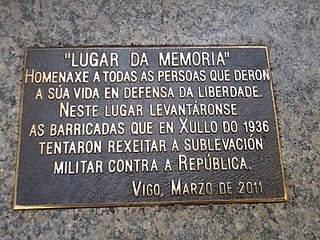 "LUGAR DA MEMORIA"
HOMENAXE A TODAS AS PERSOAS QUE DERON
A SÚA VIDA EN DEFENSA DA LIBERDADE.
NESTE LUGAR LEVANTÁRONSE
AS BARRICADAS QUE EN XULLO DO 1936
TENTARON REXEITAR A SUBLEVACIÓN
MILITAR CONTRA A REPÚBLICA.
VIGO, MARZO DE 2011